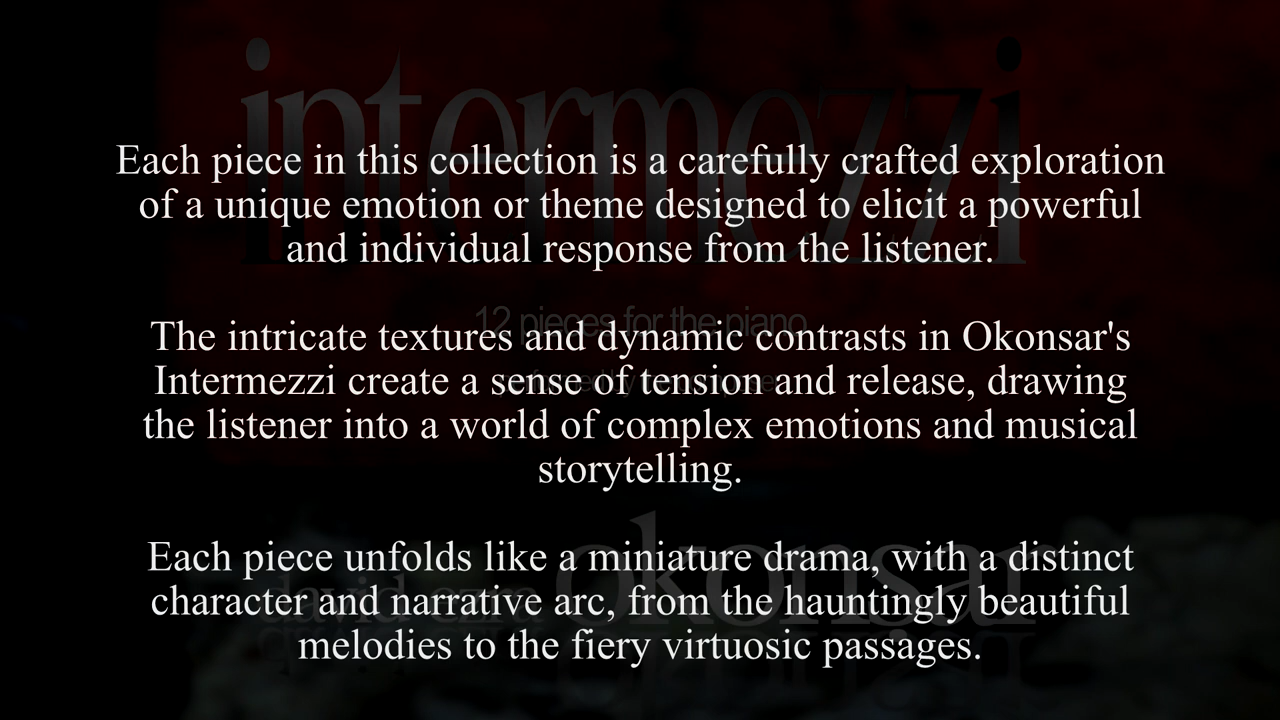 intermezzi
Each piece in this collection is a carefully crafted exploration
of a unique emotion or theme designed to elicit a powerful
and individual response from the listener.
12 pieces for the piano
The intricate textures and dynamic contrasts in Okonsar's
Intermezzi create a sense of tension and release, drawing
the listener into a world of complex emotions and musical
storytelling.
Each piece unfolds like a miniature drama, with a distinct
character and narrative arc, from the hauntingly beautiful
melodies to the fiery virtuosic passages.
david ezra okonsar